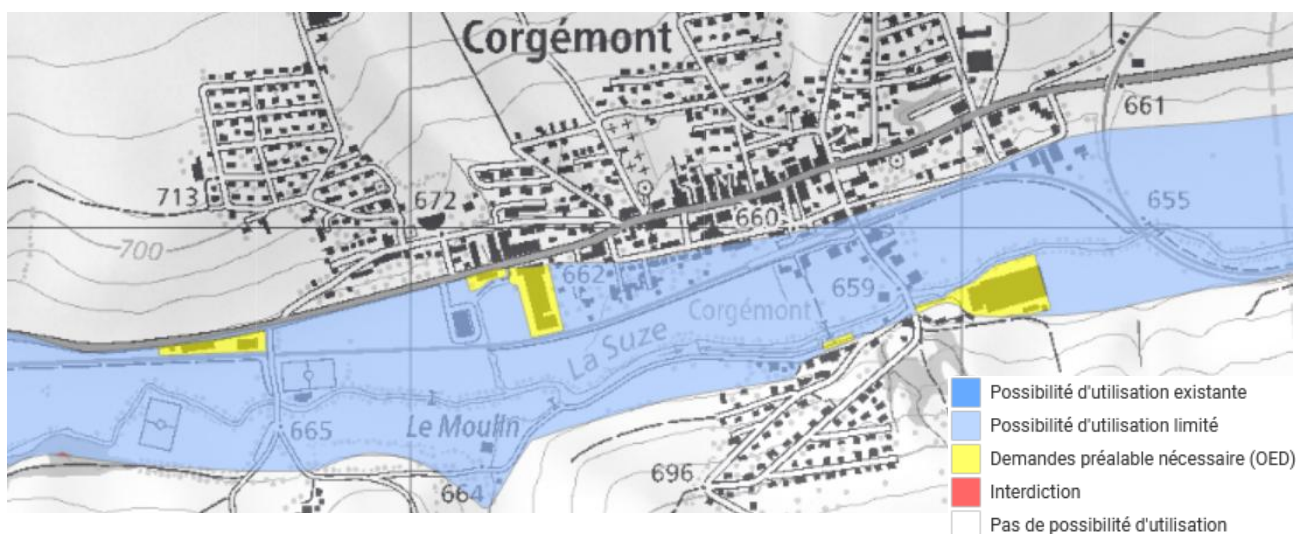 Corgémont
661
713
672
660
655
700
662
659
Corgémont
La Suze
Le Moulin
665
664
696
Possibilité d'utilisation existante
Possibilité d'utilisation limité
Demandes préalable nécessaire (OED)
Interdiction
Pas de possibilité d'utilisation